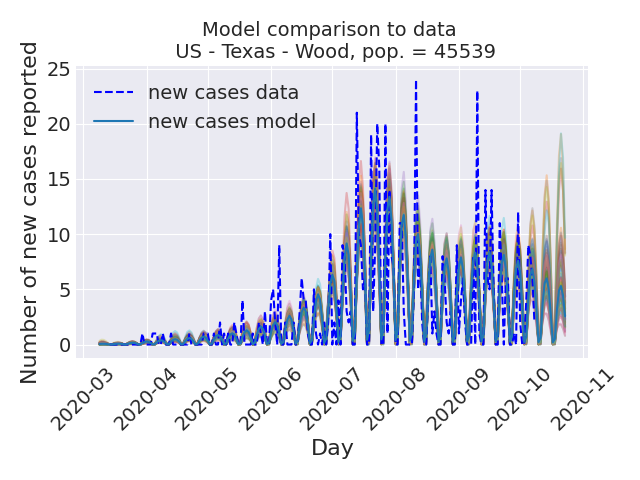 Model comparison to data
US - Texas - Wood, pop. = 45539
Number of new cases reported
25
20
15
10
5
0
new cases data
new cases model
2020-03
2020-04
2020-05
2020-06
2020-07
2020-08
2020-09
2020-10
2020-11
Day